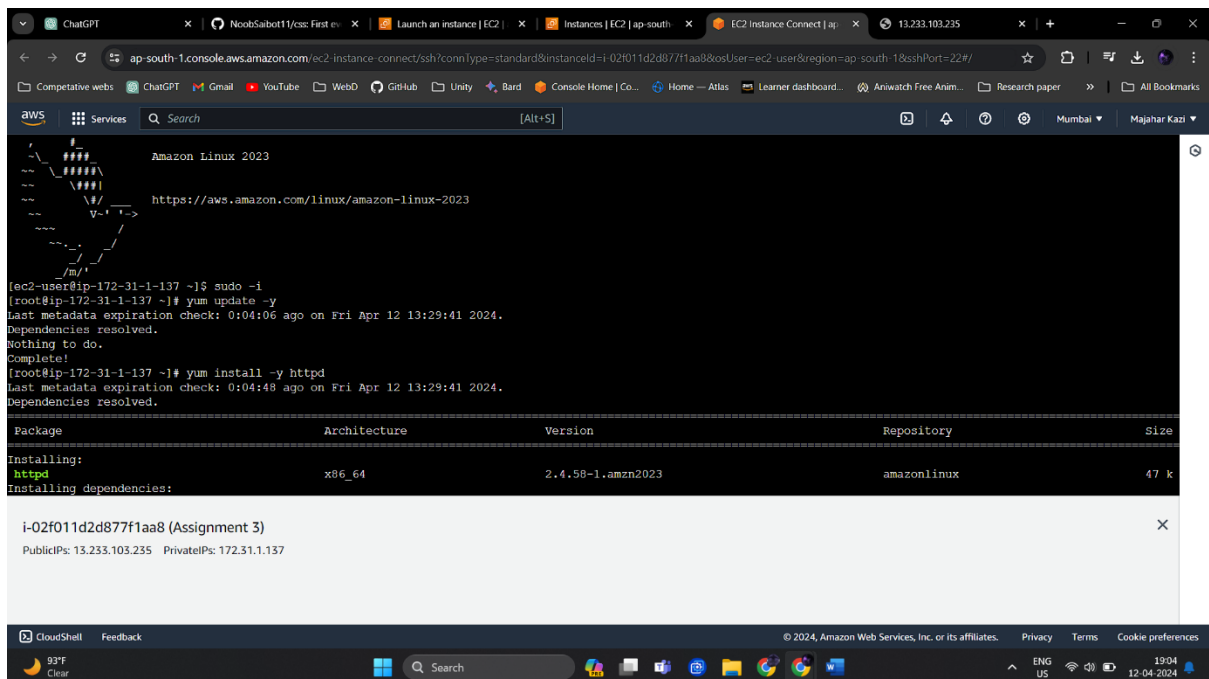 ChatGPT
NoobSaibot11/css: First ev
Launch an instance | EC2 |
Instances | EC2 | ap-south
EC2 Instance Connect | ap
13.233.103.235
ap-south-1.console.aws.amazon.com/ec2-instance-connect/ssh?connType=standard&instanceId=i-02f011d2d877f1aa8&osUser=ec2-user&region=ap-south-1&sshPort=22#/
Competative webs ChatGPT Gmail YouTube WebD GitHub Unity Bard Console Home | Co... Home — Atlas Learner dashboard... Aniwatch Free Anim... Research paper » All Bookmarks
aws Services Search [Alt+S] Mumbai ▼ Majahar Kazi ▼
   ,     #_
   ~\_  ####_        Amazon Linux 2023
  ~~  \_#####\
  ~~     \###|
  ~~       \#/ ___   https://aws.amazon.com/linux/amazon-linux-2023
   ~~       V~' '->
    ~~~         /
      ~~._.   _/
         _/ _/
       _/m/'
[ec2-user@ip-172-31-1-137 ~]$ sudo -i
[root@ip-172-31-1-137 ~]# yum update -y
Last metadata expiration check: 0:04:06 ago on Fri Apr 12 13:29:41 2024.
Dependencies resolved.
Nothing to do.
Complete!
[root@ip-172-31-1-137 ~]# yum install -y httpd
Last metadata expiration check: 0:04:48 ago on Fri Apr 12 13:29:41 2024.
Dependencies resolved.
Package Architecture Version Repository Size
Installing:
httpd x86_64 2.4.58-1.amzn2023 amazonlinux 47 k
Installing dependencies:
i-02f011d2d877f1aa8 (Assignment 3)
PublicIPs: 13.233.103.235 PrivateIPs: 172.31.1.137
CloudShell Feedback © 2024, Amazon Web Services, Inc. or its affiliates. Privacy Terms Cookie preferences
93°F
Clear
Search
ENG
US
19:04
12-04-2024